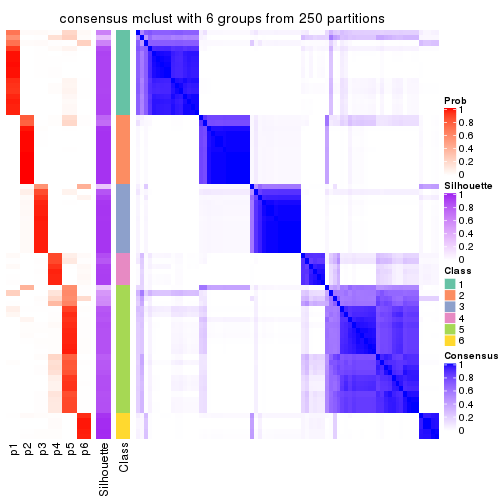 consensus mclust with 6 groups from 250 partitions
Prob
1
0.8
0.6
0.4
0.2
0
Silhouette
1
0.8
0.6
0.4
0.2
0
Class
1
2
3
4
5
6
Consensus
1
0.8
0.6
0.4
0.2
0
p1
p2
p3
p4
p5
p6
Silhouette
Class